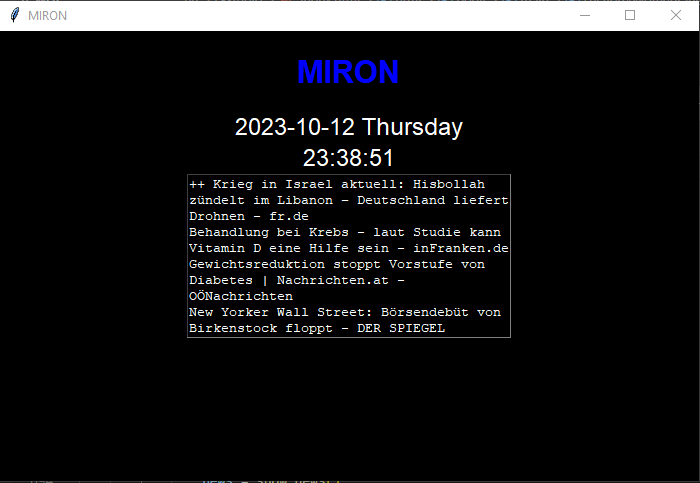 MIRON
MIRON
2023-10-12 Thursday
23:38:51
++ Krieg in Israel aktuell: Hisbollah
zündelt im Libanon – Deutschland liefert
Drohnen - fr.de
Behandlung bei Krebs – laut Studie kann
Vitamin D eine Hilfe sein - inFranken.de
Gewichtsreduktion stoppt Vorstufe von
Diabetes | Nachrichten.at -
OÖNachrichten
New Yorker Wall Street: Börsendebüt von
Birkenstock floppt - DER SPIEGEL